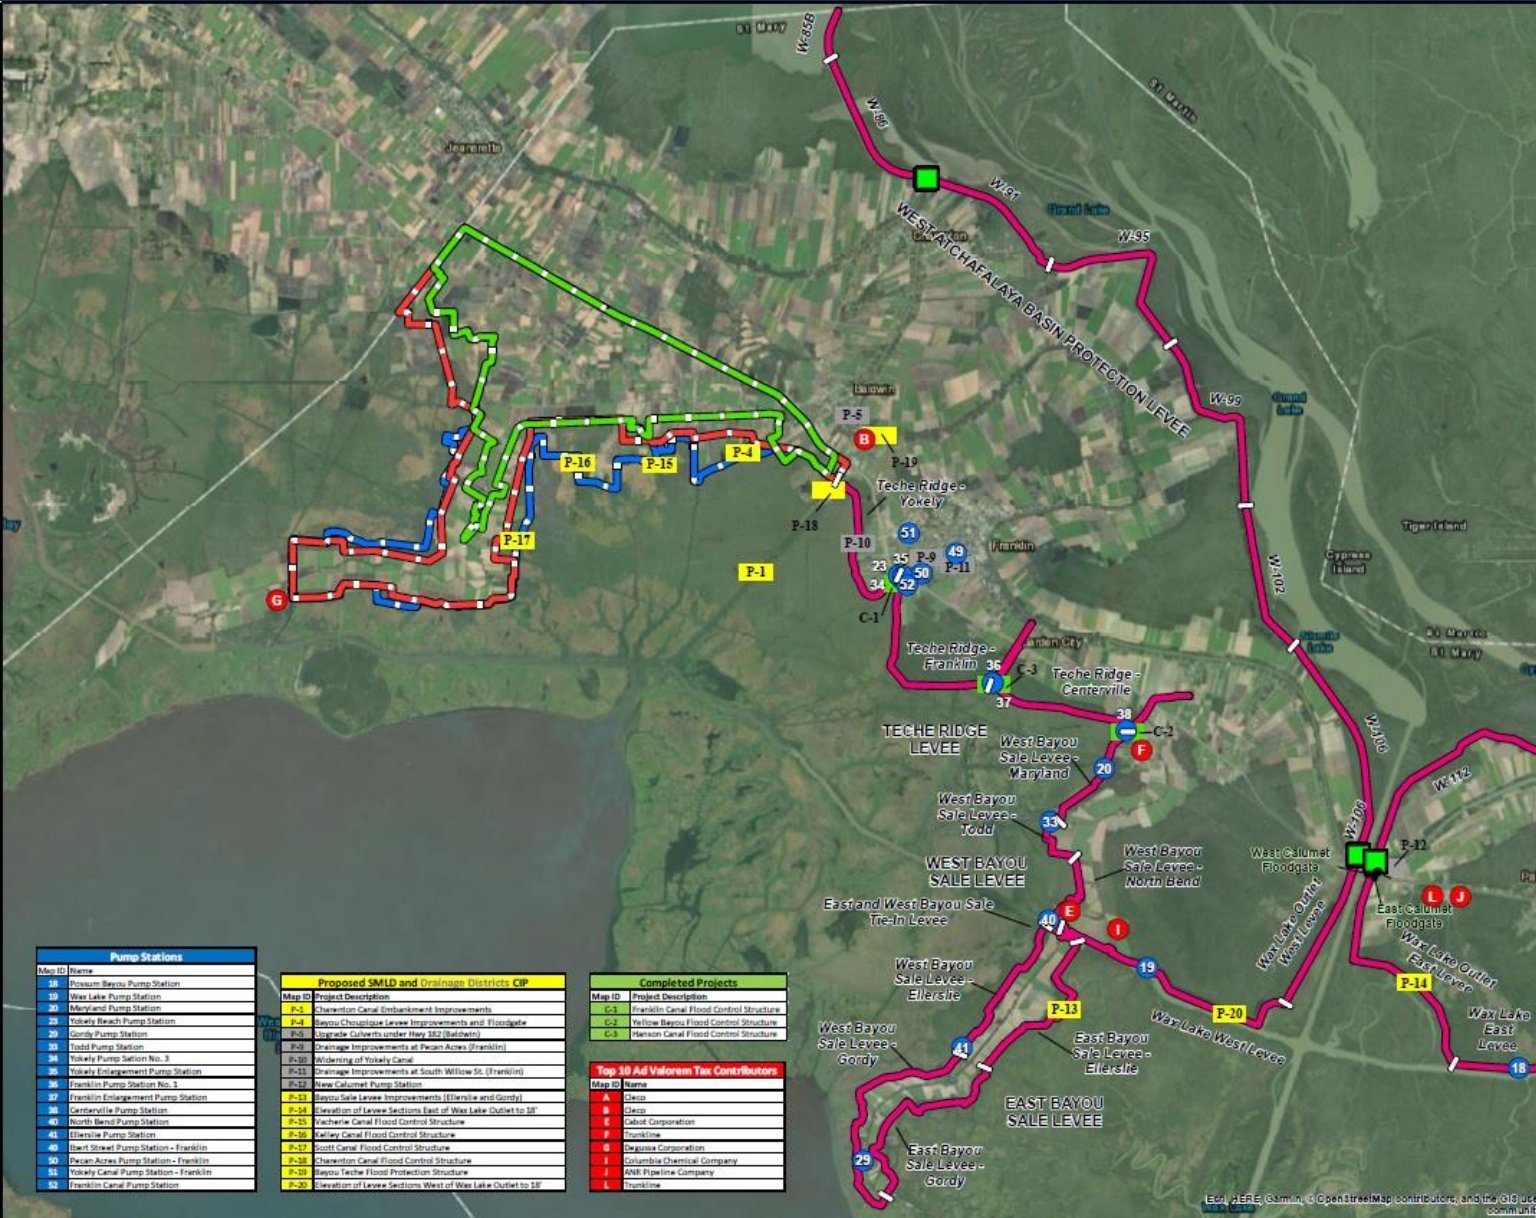 St Mary
W-85B
W-86
St Martin
Jeanerette
W-91
Grand Lake
W-95
WEST ATCHAFALAYA BASIN PROTECTION LEVEE
Baldwin
W-99
Grand Lake
P-5
B
P-19
P-4
P-16
P-15
Teche Ridge - Yokely
P-18
Tiger Island
51
P-17
P-10
Franklin
35
P-9
49
P-11
Cypress Island
P-1
23
50
W-102
34
52
G
C-1
St Martin
St Mary
Teche Ridge - Franklin
36
C-3
Teche Ridge - Centerville
37
38
C-2
TECHE RIDGE LEVEE
F
West Bayou Sale Levee - Maryland
20
W-106
W-112
West Bayou Sale Levee - Todd
33
W-106
P-12
West Calumet Floodgate
WEST BAYOU SALE LEVEE
West Bayou Sale Levee - North Bend
East and West Bayou Sale Tie-In Levee
E
40
I
L
J
East Calumet Floodgate
Wax Lake Outlet West Levee
Wax Lake Outlet East Levee
19
P-14
West Bayou Sale Levee - Ellerslie
P-13
P-20
Wax Lake West Levee
Wax Lake East Levee
18
West Bayou Sale Levee - Gordy
41
East Bayou Sale Levee - Ellerslie
EAST BAYOU SALE LEVEE
29
East Bayou Sale Levee - Gordy
Pump Stations
Map ID Name
18 Possum Bayou Pump Station
19 Wax Lake Pump Station
20 Maryland Pump Station
23 Yokely Reach Pump Station
29 Gordy Pump Station
33 Todd Pump Station
34 Yokely Pump Sation No. 3
35 Yokely Enlargement Pump Station
36 Franklin Pump Station No. 1
37 Franklin Enlargement Pump Station
38 Centerville Pump Station
40 North Bend Pump Station
41 Ellerslie Pump Station
49 Ibert Street Pump Station - Franklin
50 Pecan Acres Pump Station - Franklin
51 Yokely Canal Pump Station - Franklin
52 Franklin Canal Pump Station
Proposed SMLD and Drainage Districts CIP
Map ID Project Description
P-1 Charenton Canal Embankment Improvements
P-4 Bayou Choupique Levee Improvements and Floodgate
P-5 Upgrade Culverts under Hwy 182 (Baldwin)
P-9 Drainage Improvements at Pecan Acres (Franklin)
P-10 Widening of Yokely Canal
P-11 Drainage Improvements at South Willow St. (Franklin)
P-12 New Calumet Pump Station
P-13 Bayou Sale Levee Improvements (Ellerslie and Gordy)
P-14 Elevation of Levee Sections East of Wax Lake Outlet to 18'
P-15 Vacherie Canal Flood Control Structure
P-16 Kelley Canal Flood Control Structure
P-17 Scott Canal Flood Control Structure
P-18 Charenton Canal Flood Control Structure
P-19 Bayou Teche Flood Protection Structure
P-20 Elevation of Levee Sections West of Wax Lake Outlet to 18'
Completed Projects
Map ID Project Description
C-1 Franklin Canal Flood Control Structure
C-2 Yellow Bayou Flood Control Structure
C-3 Hanson Canal Flood Control Structure
Top 10 Ad Valorem Tax Contributors
Map ID Name
A Cleco
B Cleco
E Cabot Corporation
F Trunkline
G Degussa Corporation
I Columbia Chemical Company
J ANR Pipeline Company
L Trunkline
Esri, HERE, Garmin, © OpenStreetMap contributors, and the GIS
Wax Lake